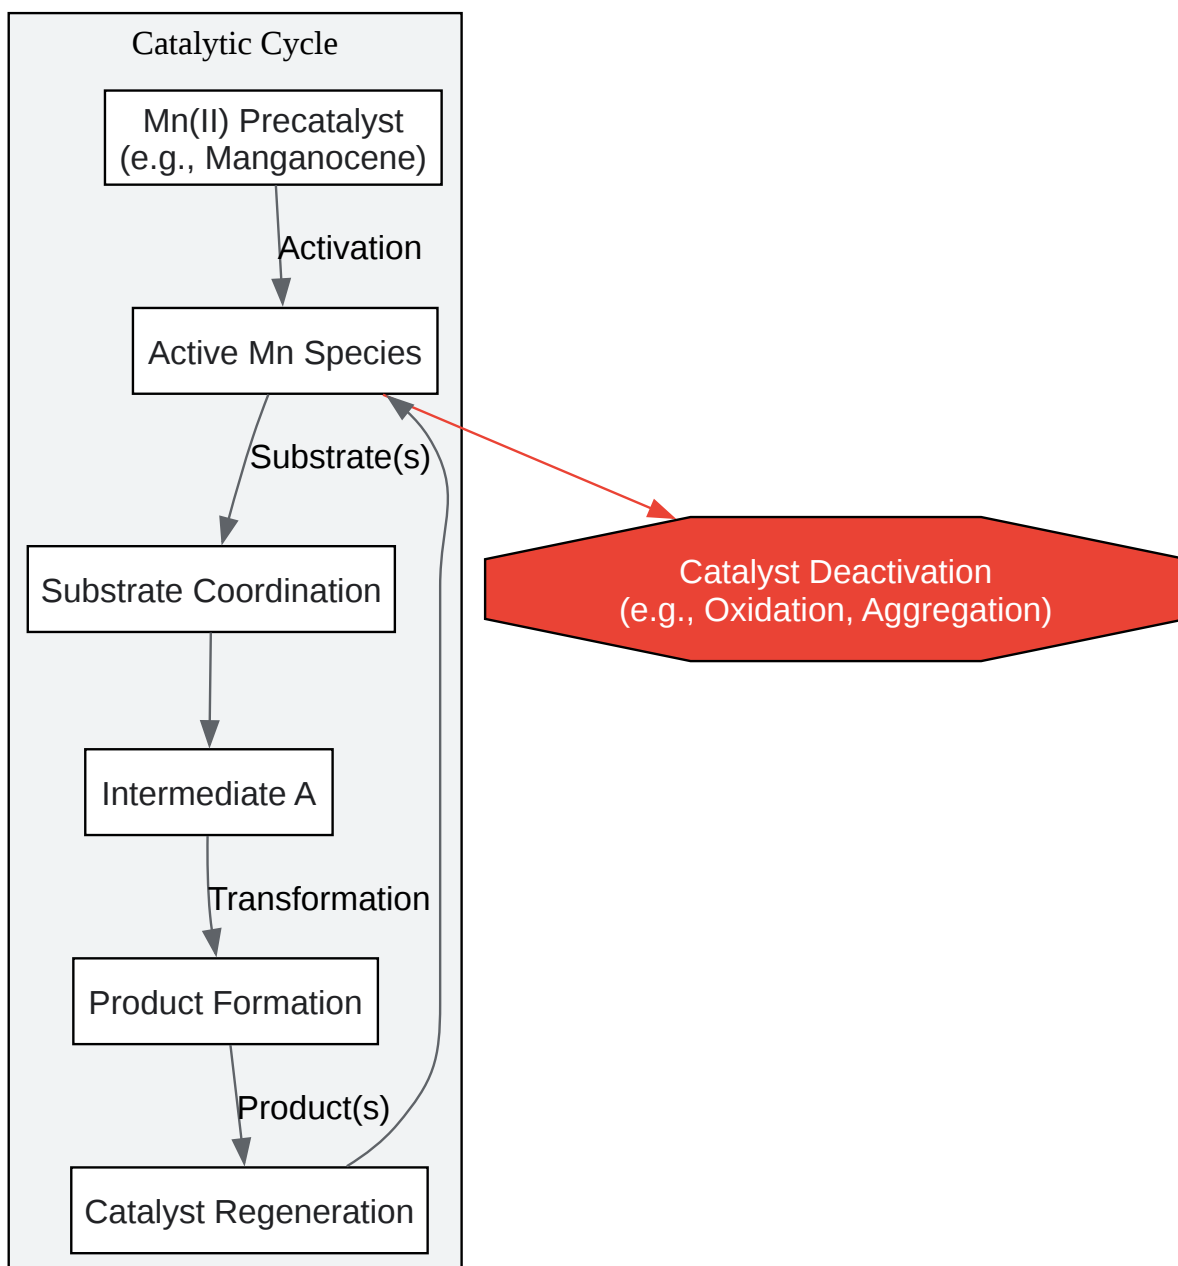 Catalytic Cycle
Mn(II) Precatalyst
(e.g., Manganocene)
Activation
Active Mn Species
Substrate(s)
Substrate Coordination
Catalyst Deactivation
(e.g., Oxidation, Aggregation)
Intermediate A
Transformation
Product Formation
Product(s)
Catalyst Regeneration